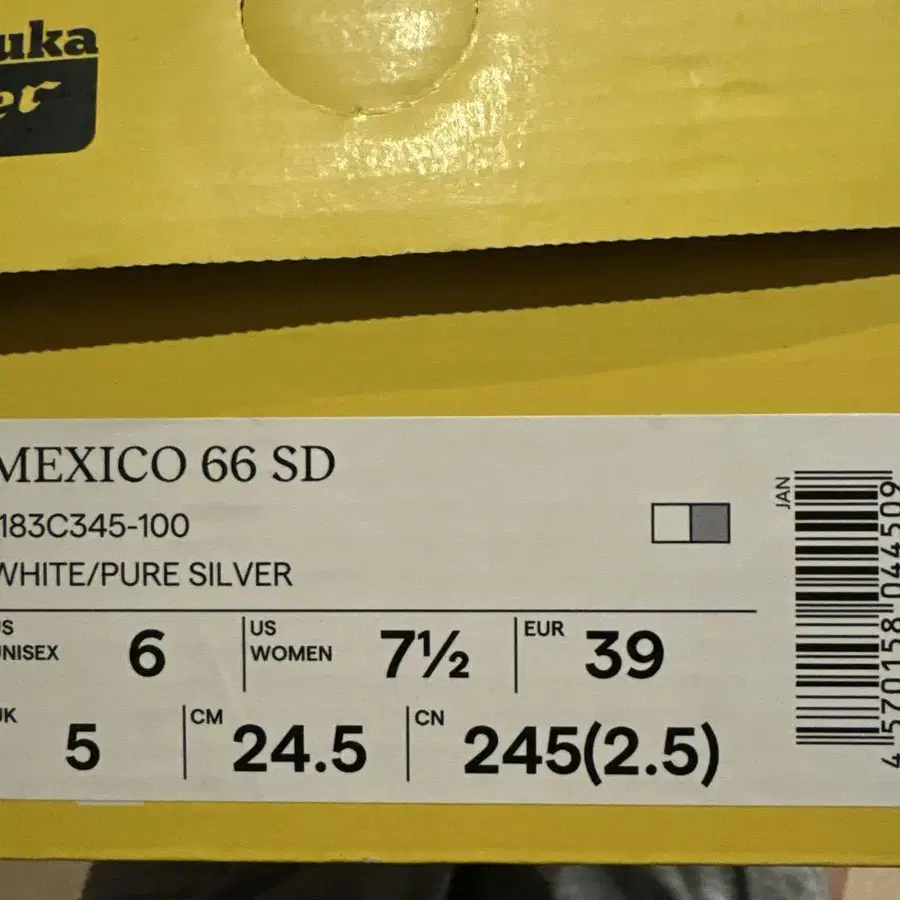 uka
er
MEXICO 66 SD
183C345-100
WHITE/PURE SILVER
US UNISEX 6
US WOMEN 7½
EUR 39
UK 5
CM 24.5
CN 245(2.5)
JAN
4570158044509